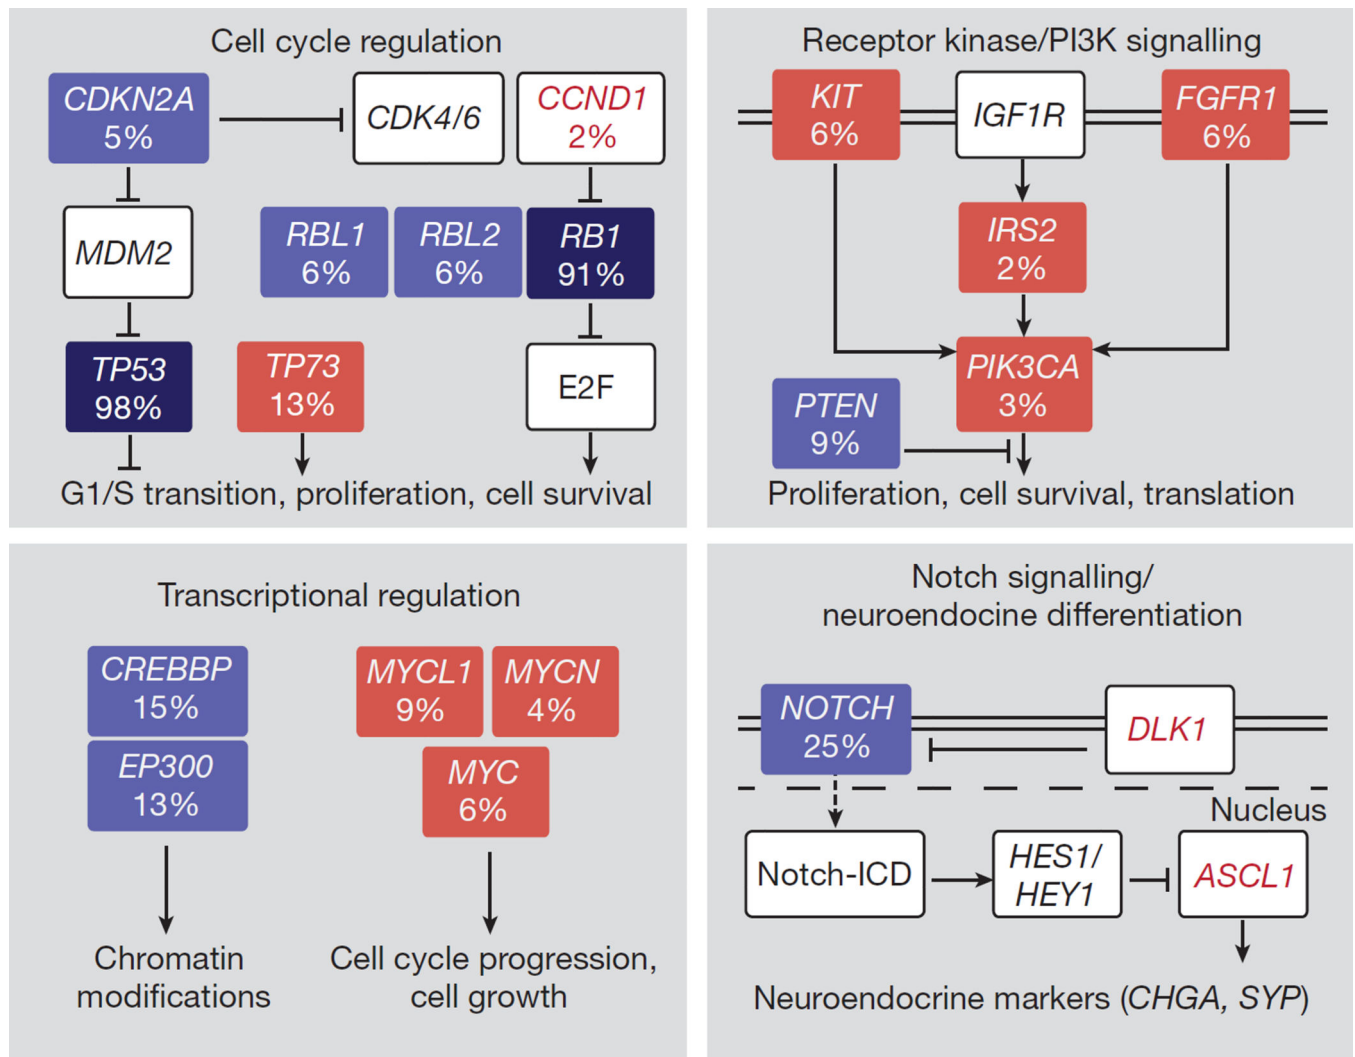 Cell cycle regulation
CDKN2A
5%
CDK4/6
CCND1
2%
MDM2
RBL1
6%
RBL2
6%
RB1
91%
TP53
98%
TP73
13%
E2F
G1/S transition, proliferation, cell survival
Receptor kinase/PI3K signalling
KIT
6%
IGF1R
FGFR1
6%
IRS2
2%
PIK3CA
3%
PTEN
9%
Proliferation, cell survival, translation
Transcriptional regulation
CREBBP
15%
EP300
13%
MYCL1
9%
MYCN
4%
MYC
6%
Chromatin
modifications
Cell cycle progression,
cell growth
Notch signalling/
neuroendocrine differentiation
NOTCH
25%
DLK1
Nucleus
Notch-ICD
HES1/
HEY1
ASCL1
Neuroendocrine markers (CHGA, SYP)